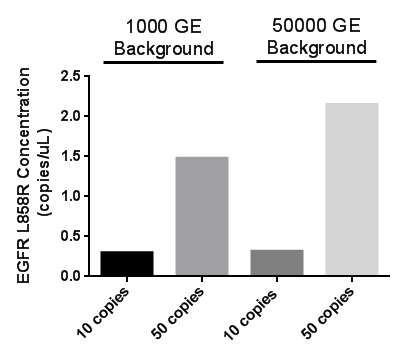 1000 GE
Background
50000 GE
Background
EGFR L858R Concentration
(copies/uL)
2.5
2.0
1.5
1.0
0.5
0.0
10 copies
50 copies
10 copies
50 copies